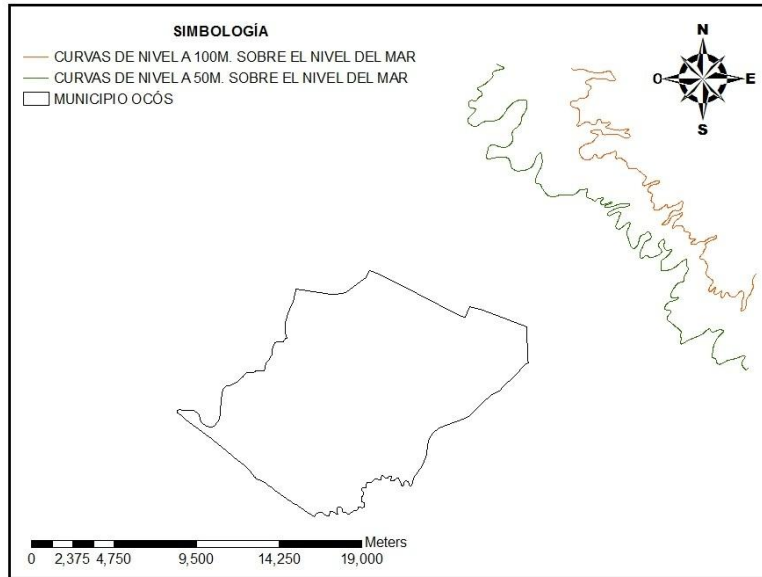 SIMBOLOGÍA
CURVAS DE NIVEL A 100M. SOBRE EL NIVEL DEL MAR
CURVAS DE NIVEL A 50M. SOBRE EL NIVEL DEL MAR
MUNICIPIO OCÓS
N
O E
S
Meters
0 2,375 4,750 9,500 14,250 19,000